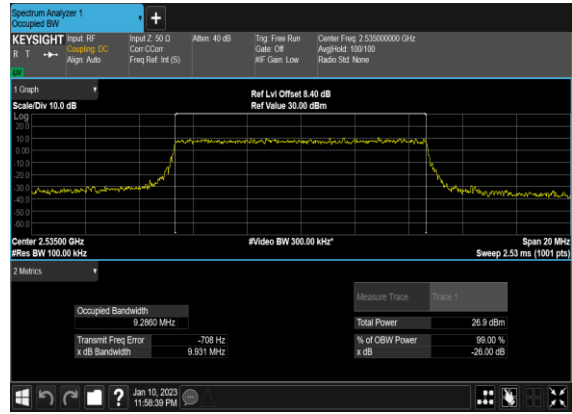 Spectrum Analyzer 1
Occupied BW
+
KEYSIGHT Input: RF Input Z: 50 Ω Atten: 40 dB Trig: Free Run Center Freq: 2.535000000 GHz
R T Coupling: DC Corr CCorr Gate: Off Avg|Hold: 100/100
Align: Auto Freq Ref: Int (S) #IF Gain: Low Radio Std: None
1 Graph
Ref Lvl Offset 8.40 dB
Scale/Div 10.0 dB Ref Value 30.00 dBm
Log
20.0
10.0
0.00
-10.0
-20.0
-30.0
-40.0
-50.0
-60.0
Center 2.53500 GHz #Video BW 300.00 kHz* Span 20 MHz
#Res BW 100.00 kHz Sweep 2.53 ms (1001 pts)
2 Metrics
Measure Trace Trace 1
Occupied Bandwidth
9.2860 MHz Total Power 26.9 dBm
Transmit Freq Error -708 Hz % of OBW Power 99.00 %
x dB Bandwidth 9.931 MHz x dB -26.00 dB
? Jan 10, 2023
11:58:39 PM